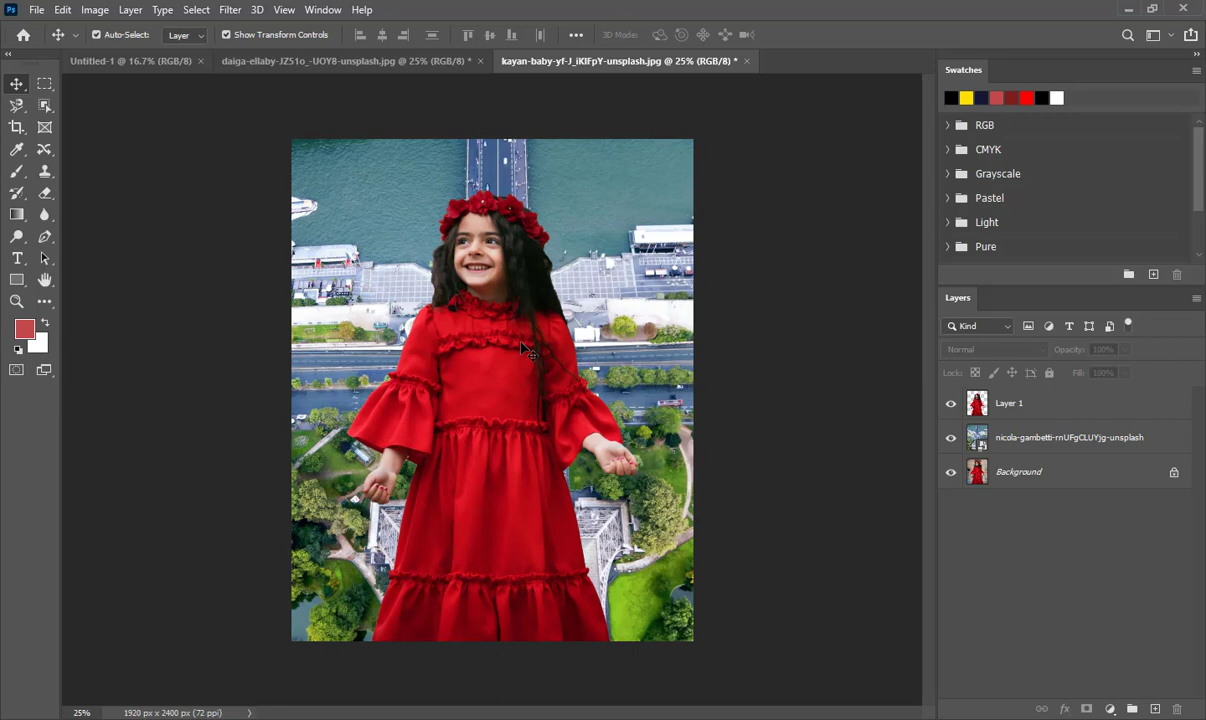 Ps File Edit Image Layer Type Select Filter 3D View Window Help
Auto-Select: Layer Show Transform Controls 3D Mode:
Untitled-1 @ 16.7% (RGB/8) × daiga-ellaby-JZ51o_-UOY8-unsplash.jpg @ 25% (RGB/8) * × kayan-baby-yf-J_iKIFpY-unsplash.jpg @ 25% (RGB/8) * ×
Swatches
RGB
CMYK
Grayscale
Pastel
Light
Pure
Layers
Kind
Normal Opacity: 100%
Lock: Fill: 100%
Layer 1
nicola-gambetti-rnUFgCLUYjg-unsplash
Background
25% 1920 px x 2400 px (72 ppi)